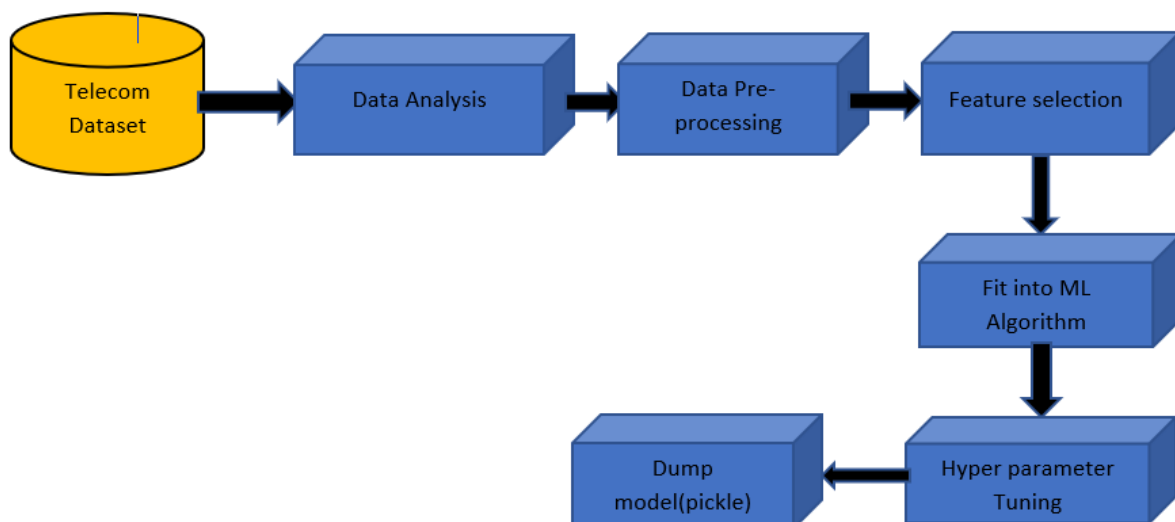 Telecom
Dataset
Data Analysis
Data Pre-
processing
Feature selection
Fit into ML
Algorithm
Hyper parameter
Tuning
Dump
model(pickle)